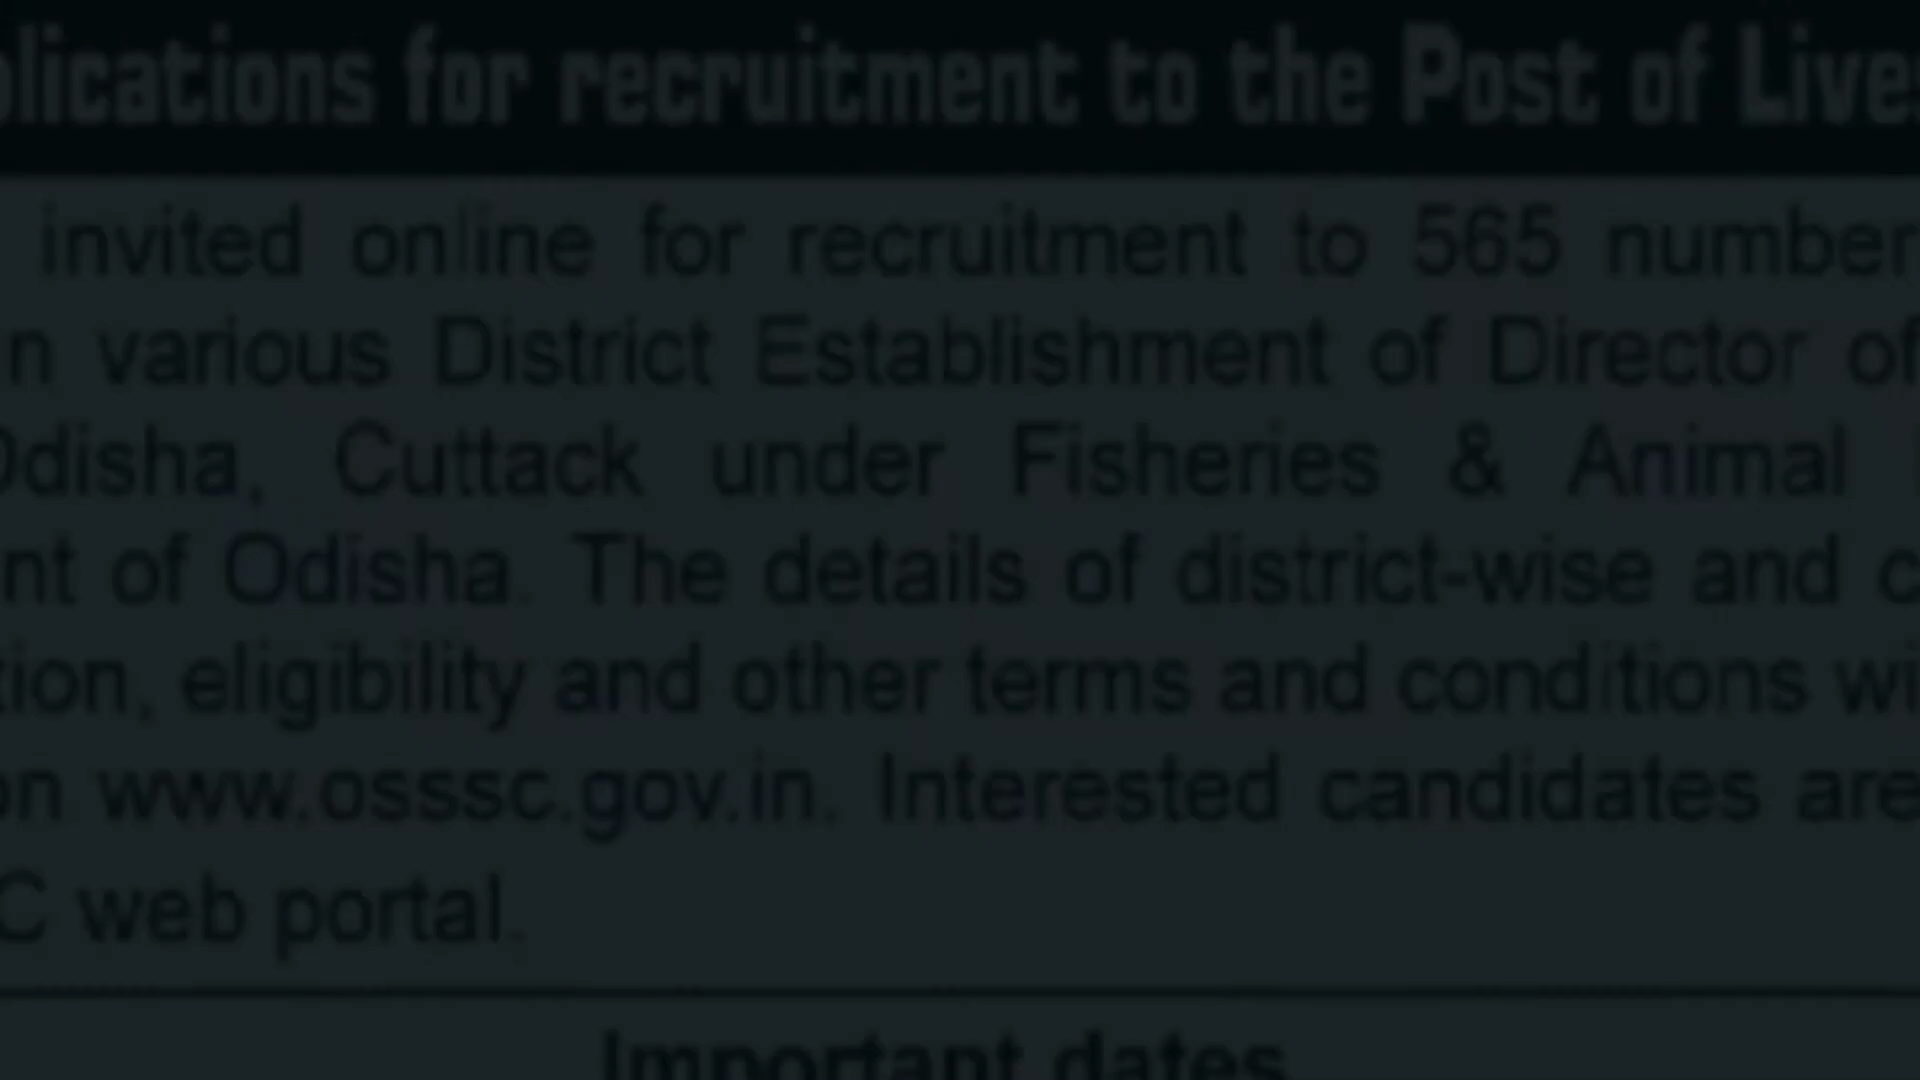 plications for recruitment to the Post of Lives
invited online for recruitment to 565 number
n various District Establishment of Director of
Odisha, Cuttack under Fisheries & Animal
nt of Odisha. The details of district-wise and c
tion, eligibility and other terms and conditions wi
on www.osssc.gov.in. Interested candidates are
C web portal.
Important dates